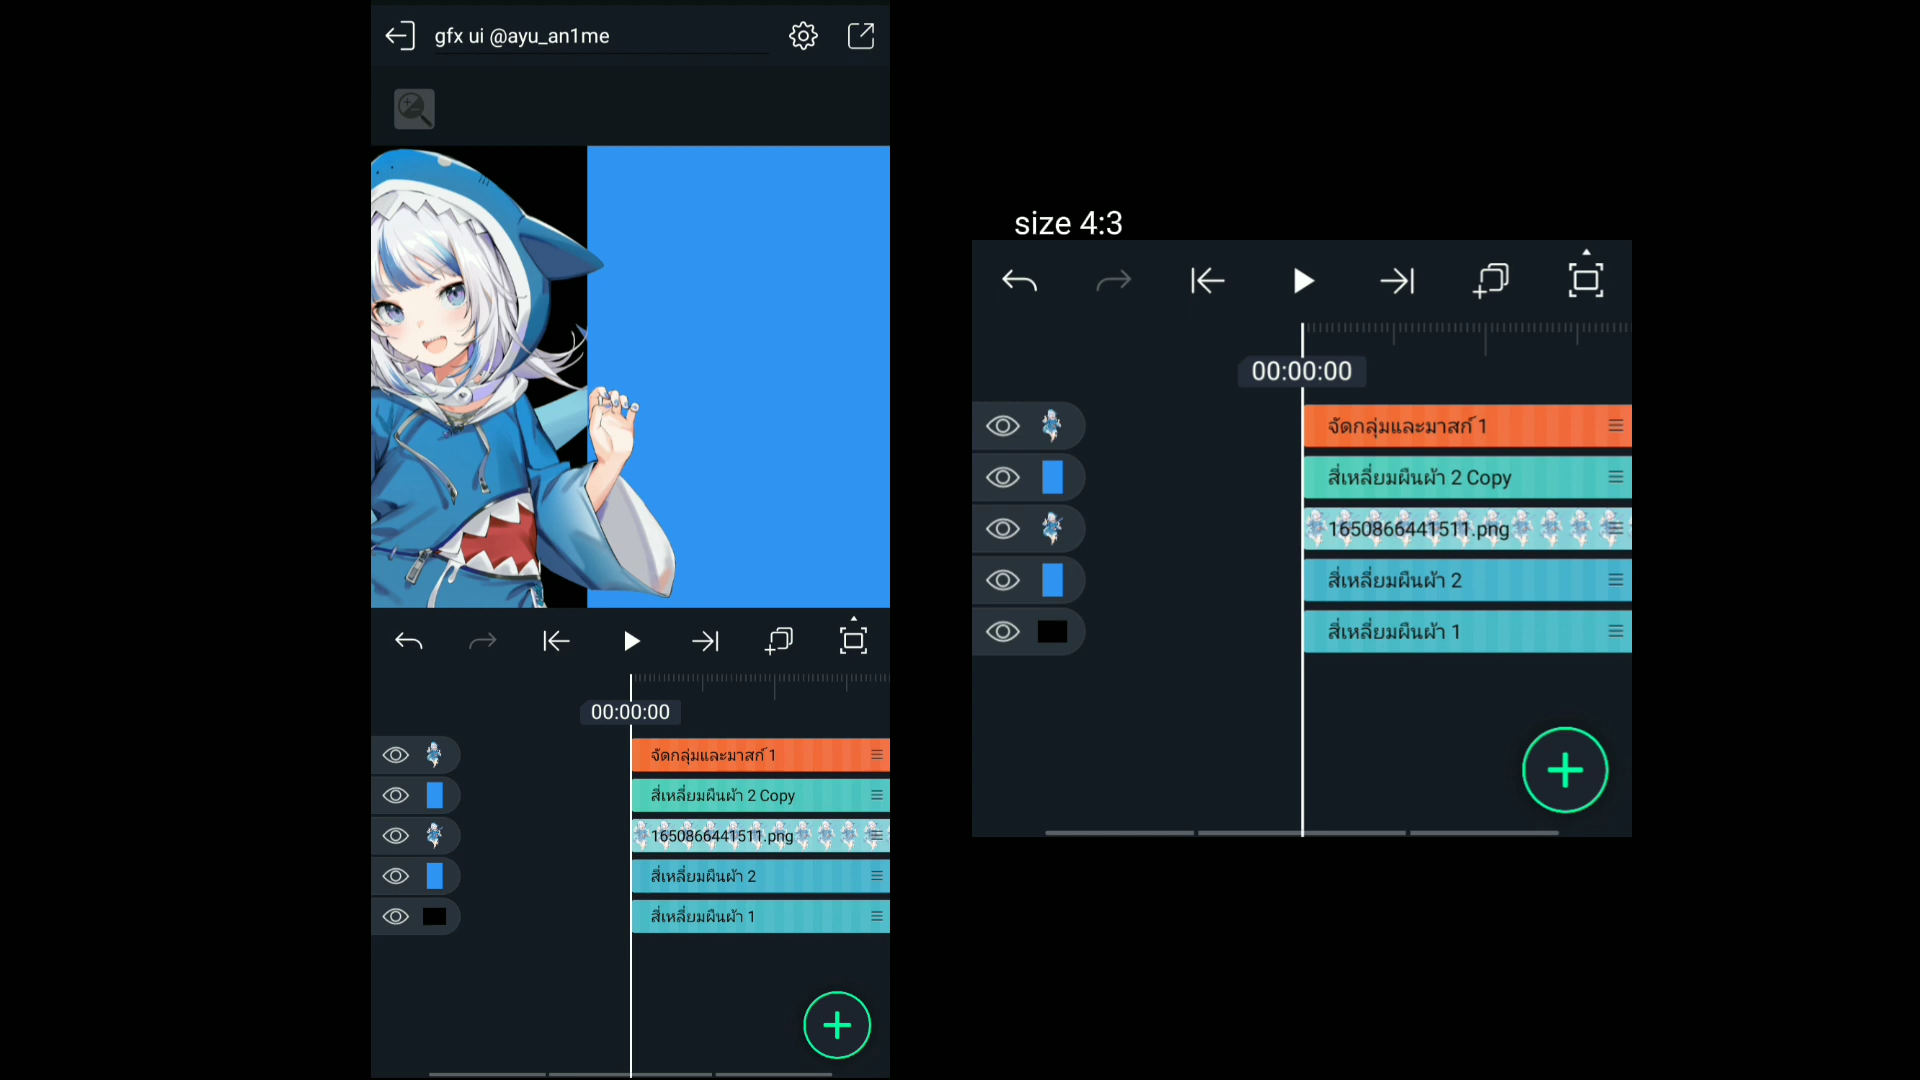 gfx ui @ayu_an1me
00:00:00
จัดกลุ่มและมาสก์ 1
สี่เหลี่ยมผืนผ้า 2 Copy
1650866441511.png
สี่เหลี่ยมผืนผ้า 2
สี่เหลี่ยมผืนผ้า 1
size 4:3
00:00:00
จัดกลุ่มและมาสก์ 1
สี่เหลี่ยมผืนผ้า 2 Copy
1650866441511.png
สี่เหลี่ยมผืนผ้า 2
สี่เหลี่ยมผืนผ้า 1